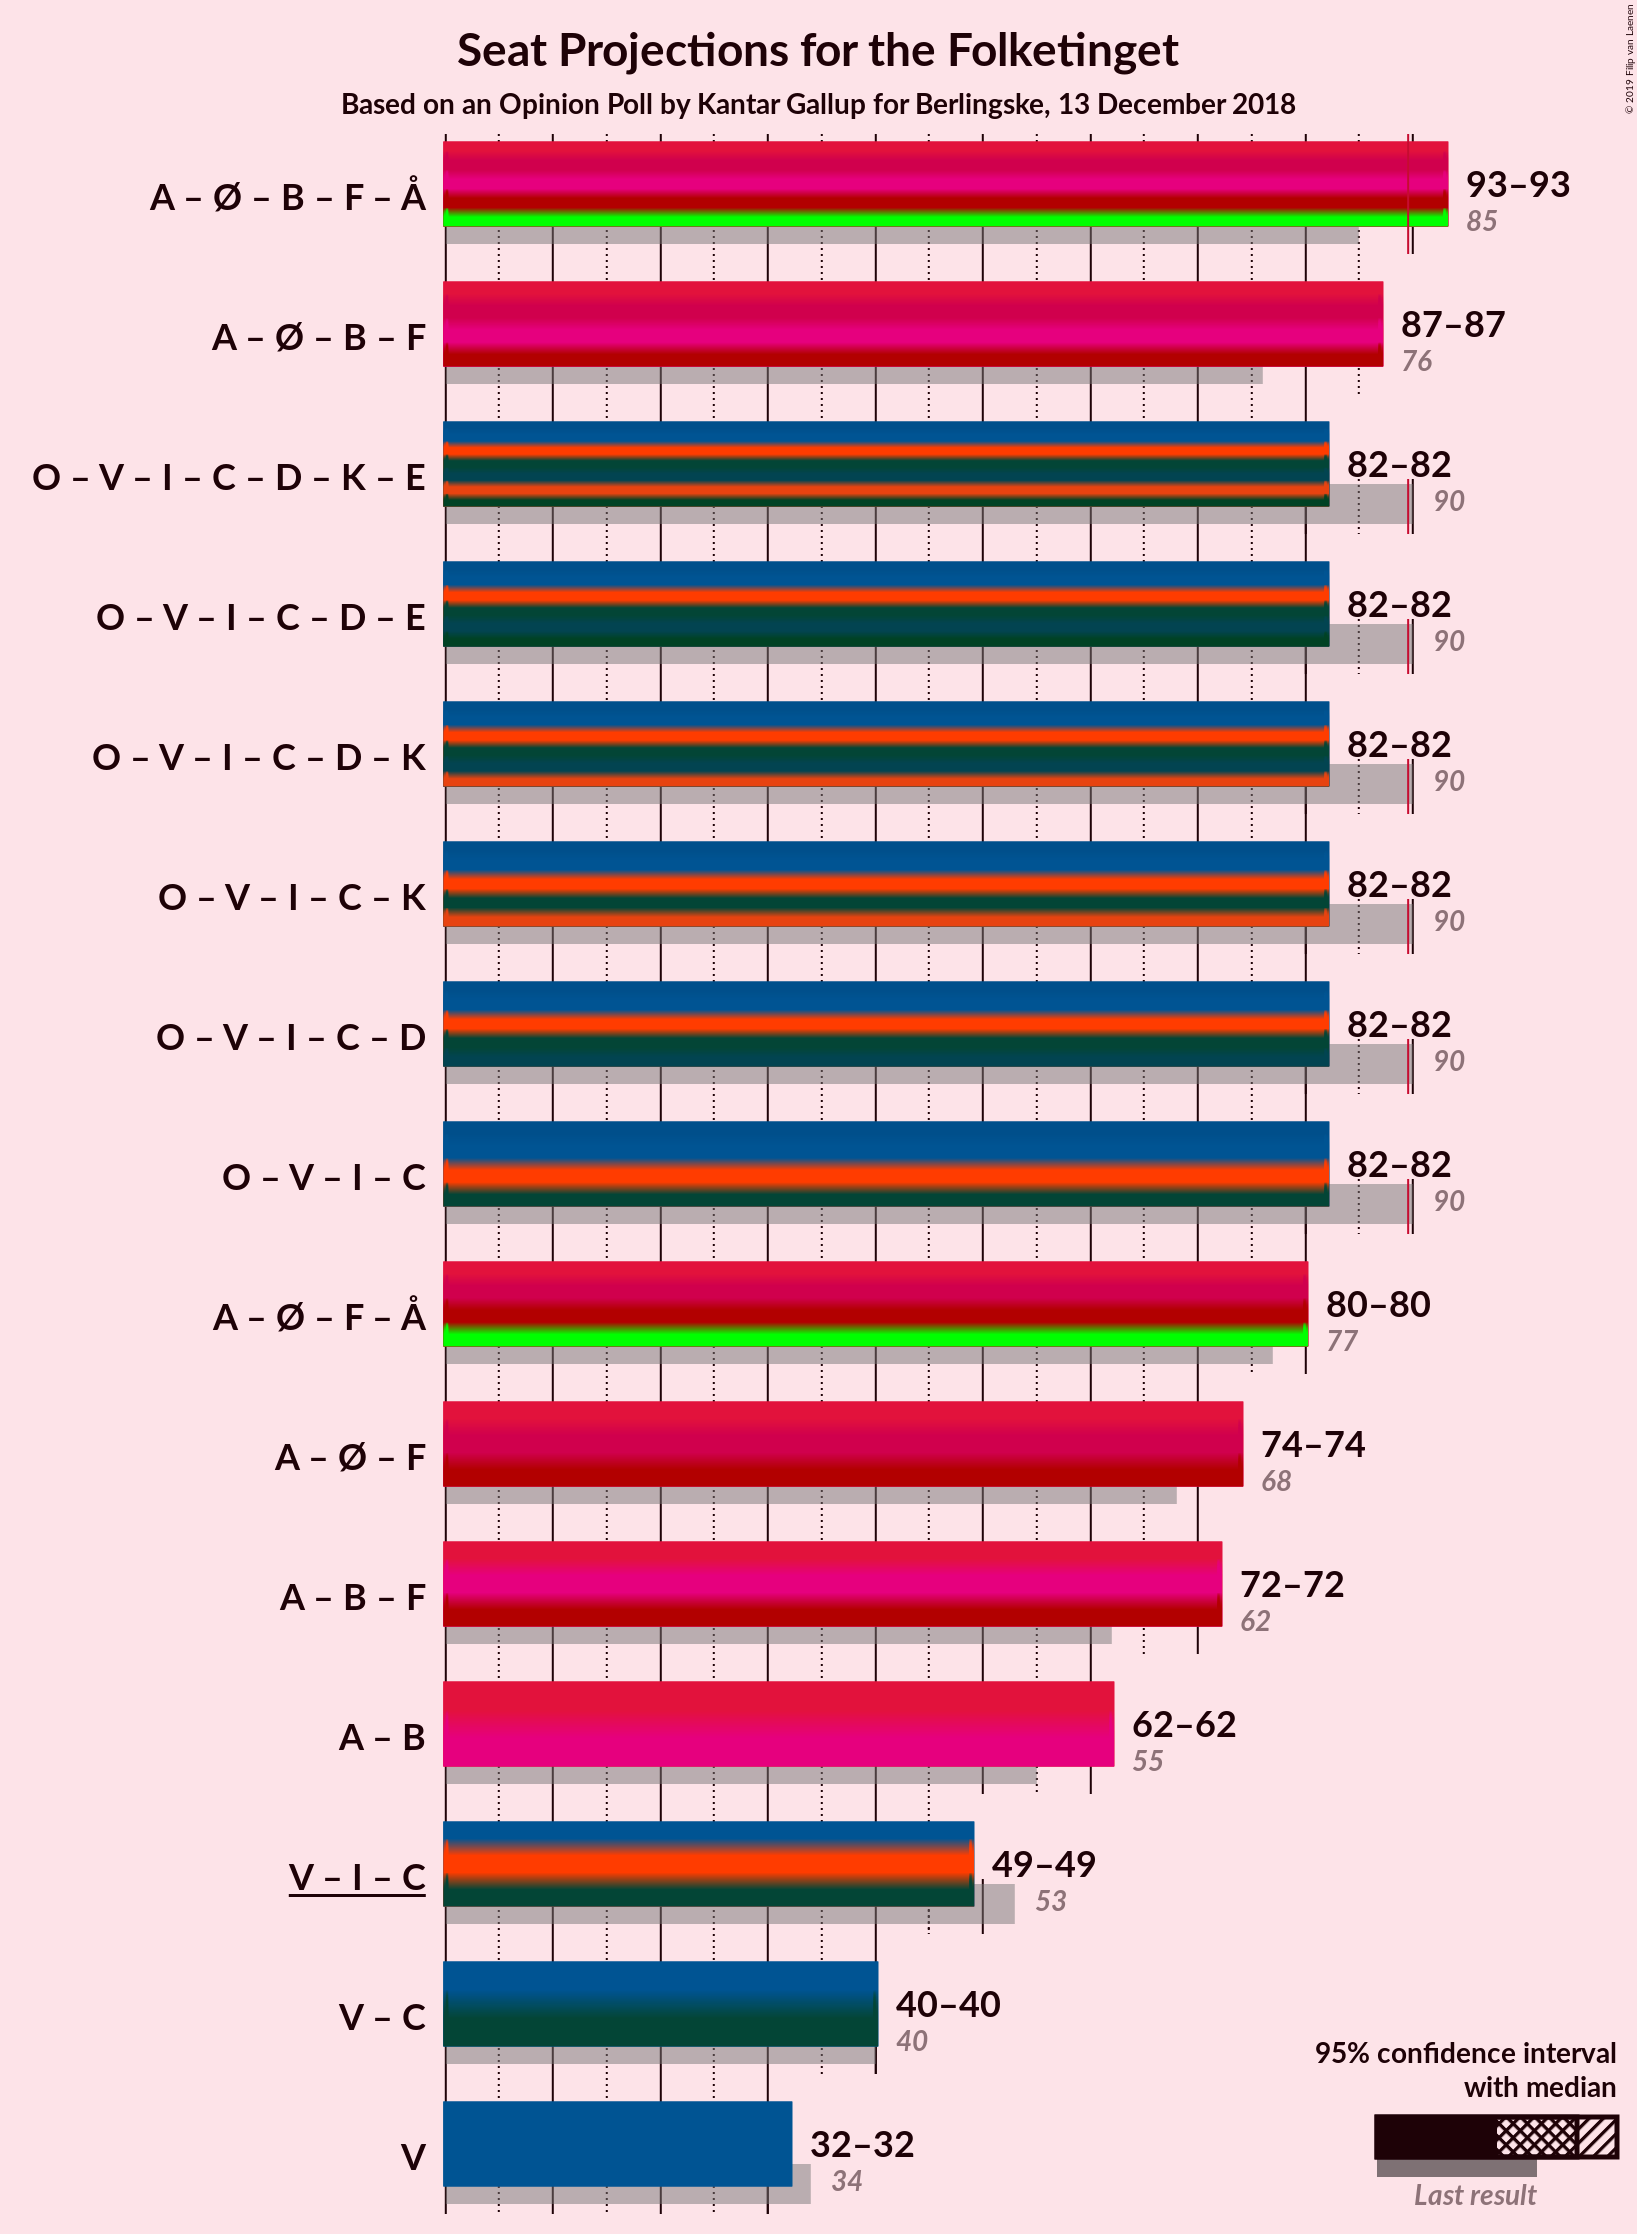 Seat Projections for the Folketinget
Based on an Opinion Poll by Kantar Gallup for Berlingske, 13 December 2018
© 2019 Filip van Laenen
A – Ø – B – F – Å
93–93
85
A – Ø – B – F
87–87
76
O – V – I – C – D – K – E
82–82
90
O – V – I – C – D – E
82–82
90
O – V – I – C – D – K
82–82
90
O – V – I – C – K
82–82
90
O – V – I – C – D
82–82
90
O – V – I – C
82–82
90
A – Ø – F – Å
80–80
77
A – Ø – F
74–74
68
A – B – F
72–72
62
A – B
62–62
55
V – I – C
49–49
53
V – C
40–40
40
V
32–32
34
95% confidence interval
with median
Last result